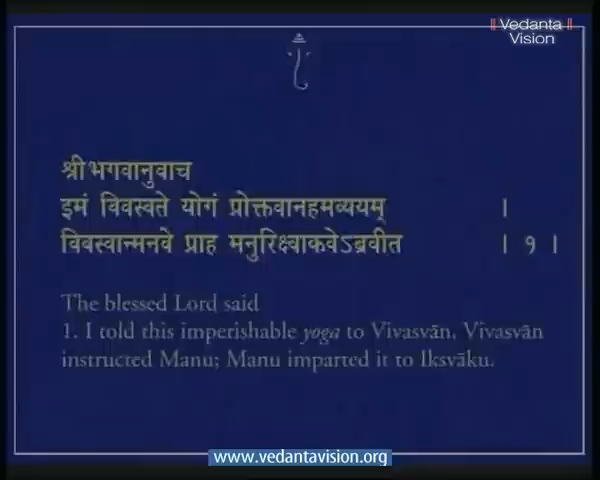 || Vedanta ||
Vision
श्रीभगवानुवाच
इमं विवस्वते योगं प्रोक्तवानहमव्ययम् ।
विवस्वान्मनवे प्राह मनुरिक्ष्वाकवेऽब्रवीत । १ ।
The blessed Lord said
1. I told this imperishable yoga to Vivasvān, Vivasvān
instructed Manu; Manu imparted it to Iksvāku.
www.vedantavision.org